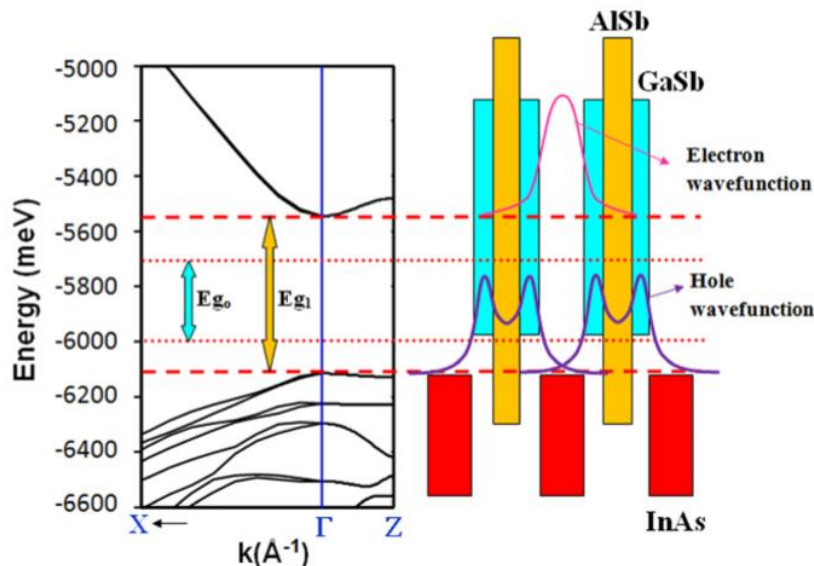 AlSb
GaSb
-5000
-5200
-5400
-5600
-5800
-6000
-6200
-6400
-6600
Energy (meV)
Eg₀
Eg₁
Electron
wavefunction
Hole
wavefunction
X ← Γ Z
k(Å⁻¹)
InAs